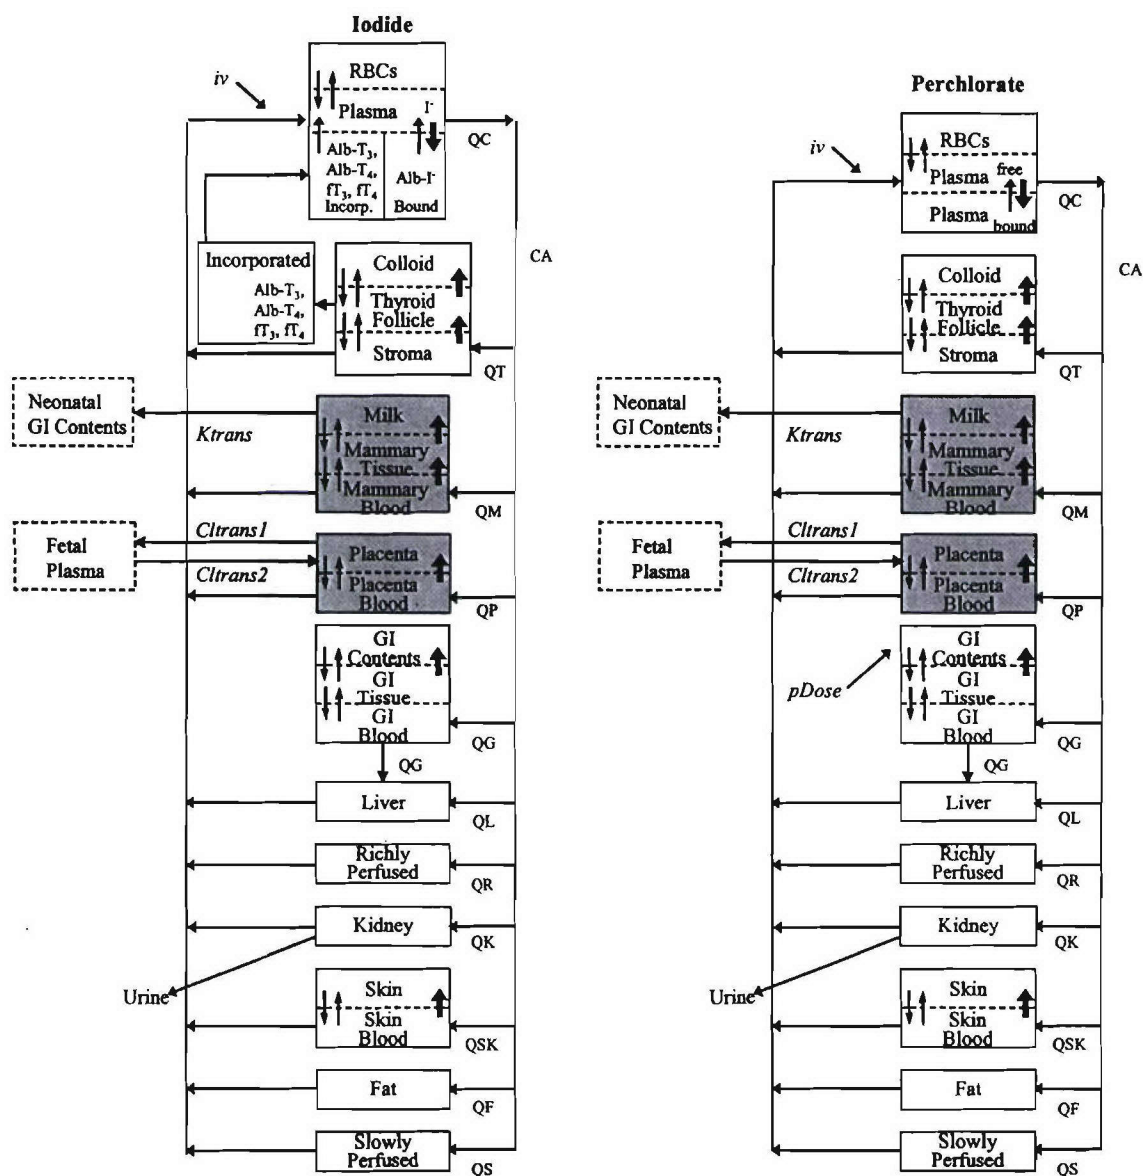 Iodide
iv
RBCs
Plasma
I⁻
QC
Alb-T₃,
Alb-T₄,
fT₃, fT₄
Incorp.
Alb-I⁻
Bound
CA
Incorporated
Alb-T₃,
Alb-T₄,
fT₃, fT₄
Colloid
Thyroid
Follicle
Stroma
QT
Neonatal
GI Contents
Ktrans
Milk
Mammary
Tissue
Mammary
Blood
QM
Fetal
Plasma
Cltrans1
Cltrans2
Placenta
Placenta
Blood
QP
GI
Contents
GI
Tissue
GI
Blood
QG
QG
Liver
QL
Richly
Perfused
QR
Kidney
QK
Urine
Skin
Skin
Blood
QSK
Fat
QF
Slowly
Perfused
QS
Perchlorate
iv
RBCs
Plasma
free
Plasma
bound
QC
CA
Colloid
Thyroid
Follicle
Stroma
QT
Neonatal
GI Contents
Ktrans
Milk
Mammary
Tissue
Mammary
Blood
QM
Fetal
Plasma
Cltrans1
Cltrans2
Placenta
Placenta
Blood
QP
pDose
GI
Contents
GI
Tissue
GI
Blood
QG
QG
Liver
QL
Richly
Perfused
QR
Kidney
QK
Urine
Skin
Skin
Blood
QSK
Fat
QF
Slowly
Perfused
QS